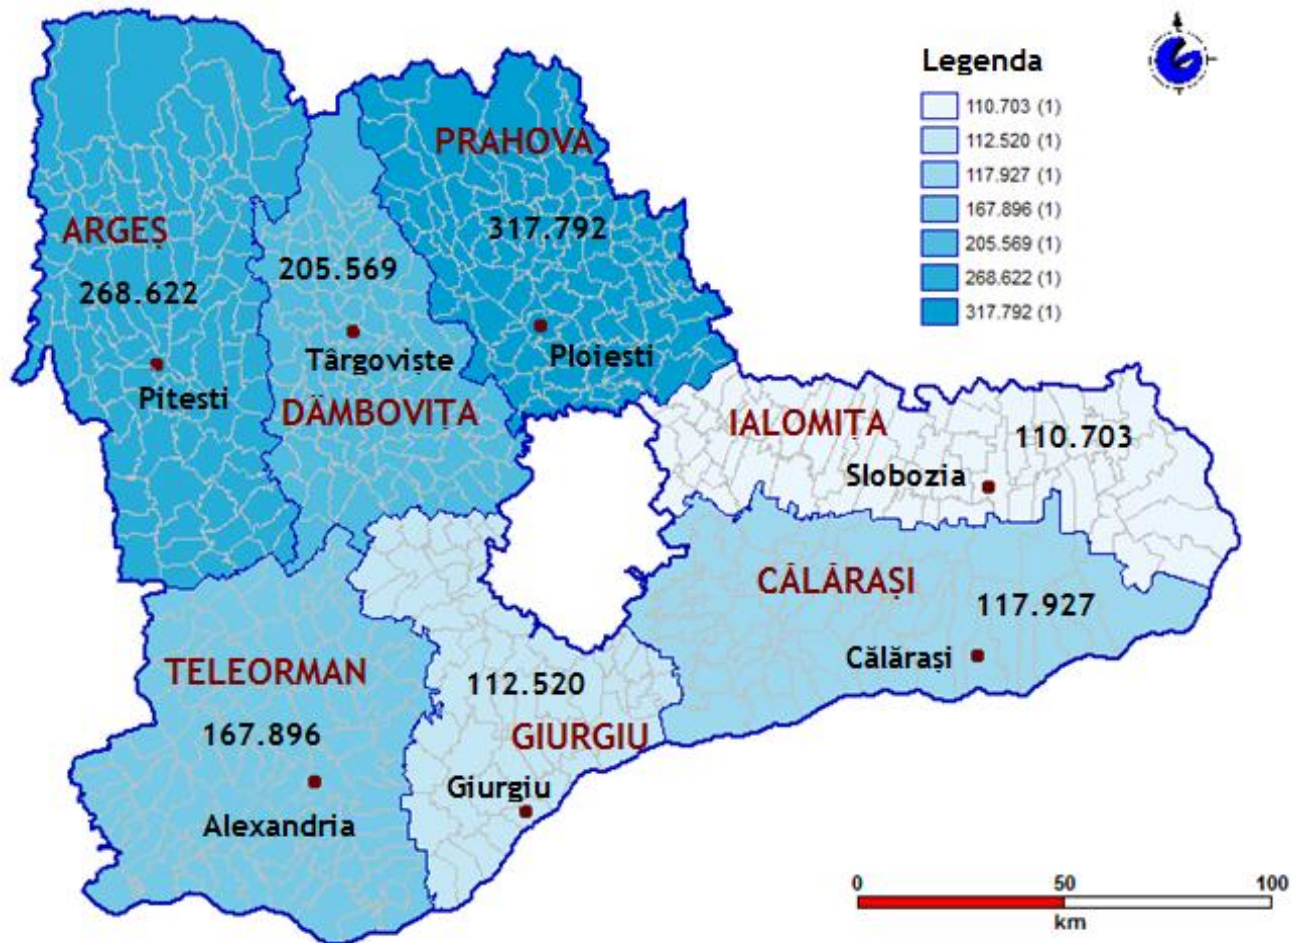 Legenda
110.703 (1)
112.520 (1)
117.927 (1)
167.896 (1)
205.569 (1)
268.622 (1)
317.792 (1)
PRAHOVA
317.792
Ploiesti
ARGEȘ
268.622
Pitesti
205.569
Târgoviște
DÂMBOVIȚA
IALOMIȚA
110.703
Slobozia
CĂLĂRAȘI
117.927
Călărași
TELEORMAN
167.896
Alexandria
112.520
GIURGIU
Giurgiu
0 50 100
km